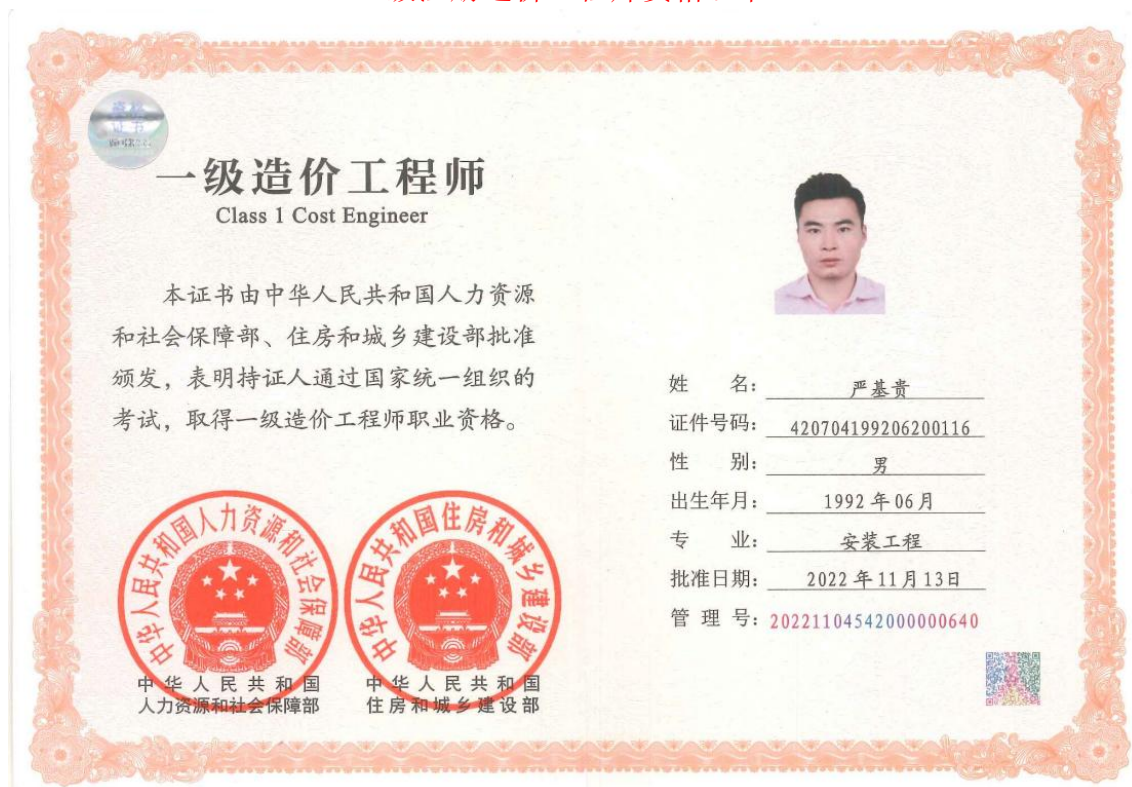 一级造价工程师
Class 1 Cost Engineer
本证书由中华人民共和国人力资源
和社会保障部、住房和城乡建设部批准
颁发，表明持证人通过国家统一组织的
考试，取得一级造价工程师职业资格。
中华人民共和国人力资源和社会保障部
中华人民共和国住房和城乡建设部
中华人民共和国
人力资源和社会保障部
中华人民共和国
住房和城乡建设部
姓 名： 严基贵
证件号码： 420704199206200116
性 别： 男
出生年月： 1992年06月
专 业： 安装工程
批准日期： 2022年11月13日
管 理 号： 20221104542000000640